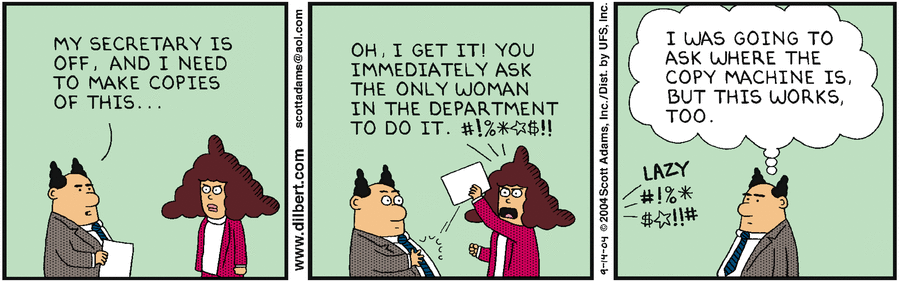 MY SECRETARY IS
OFF, AND I NEED
TO MAKE COPIES
OF THIS...
www.dilbert.com scottadams@aol.com
OH, I GET IT! YOU
IMMEDIATELY ASK
THE ONLY WOMAN
IN THE DEPARTMENT
TO DO IT. #!%*☆$!!
9-14-04 © 2004 Scott Adams, Inc./Dist. by UFS, Inc.
I WAS GOING TO
ASK WHERE THE
COPY MACHINE IS,
BUT THIS WORKS,
TOO.
LAZY
#!%*
$☆!!#